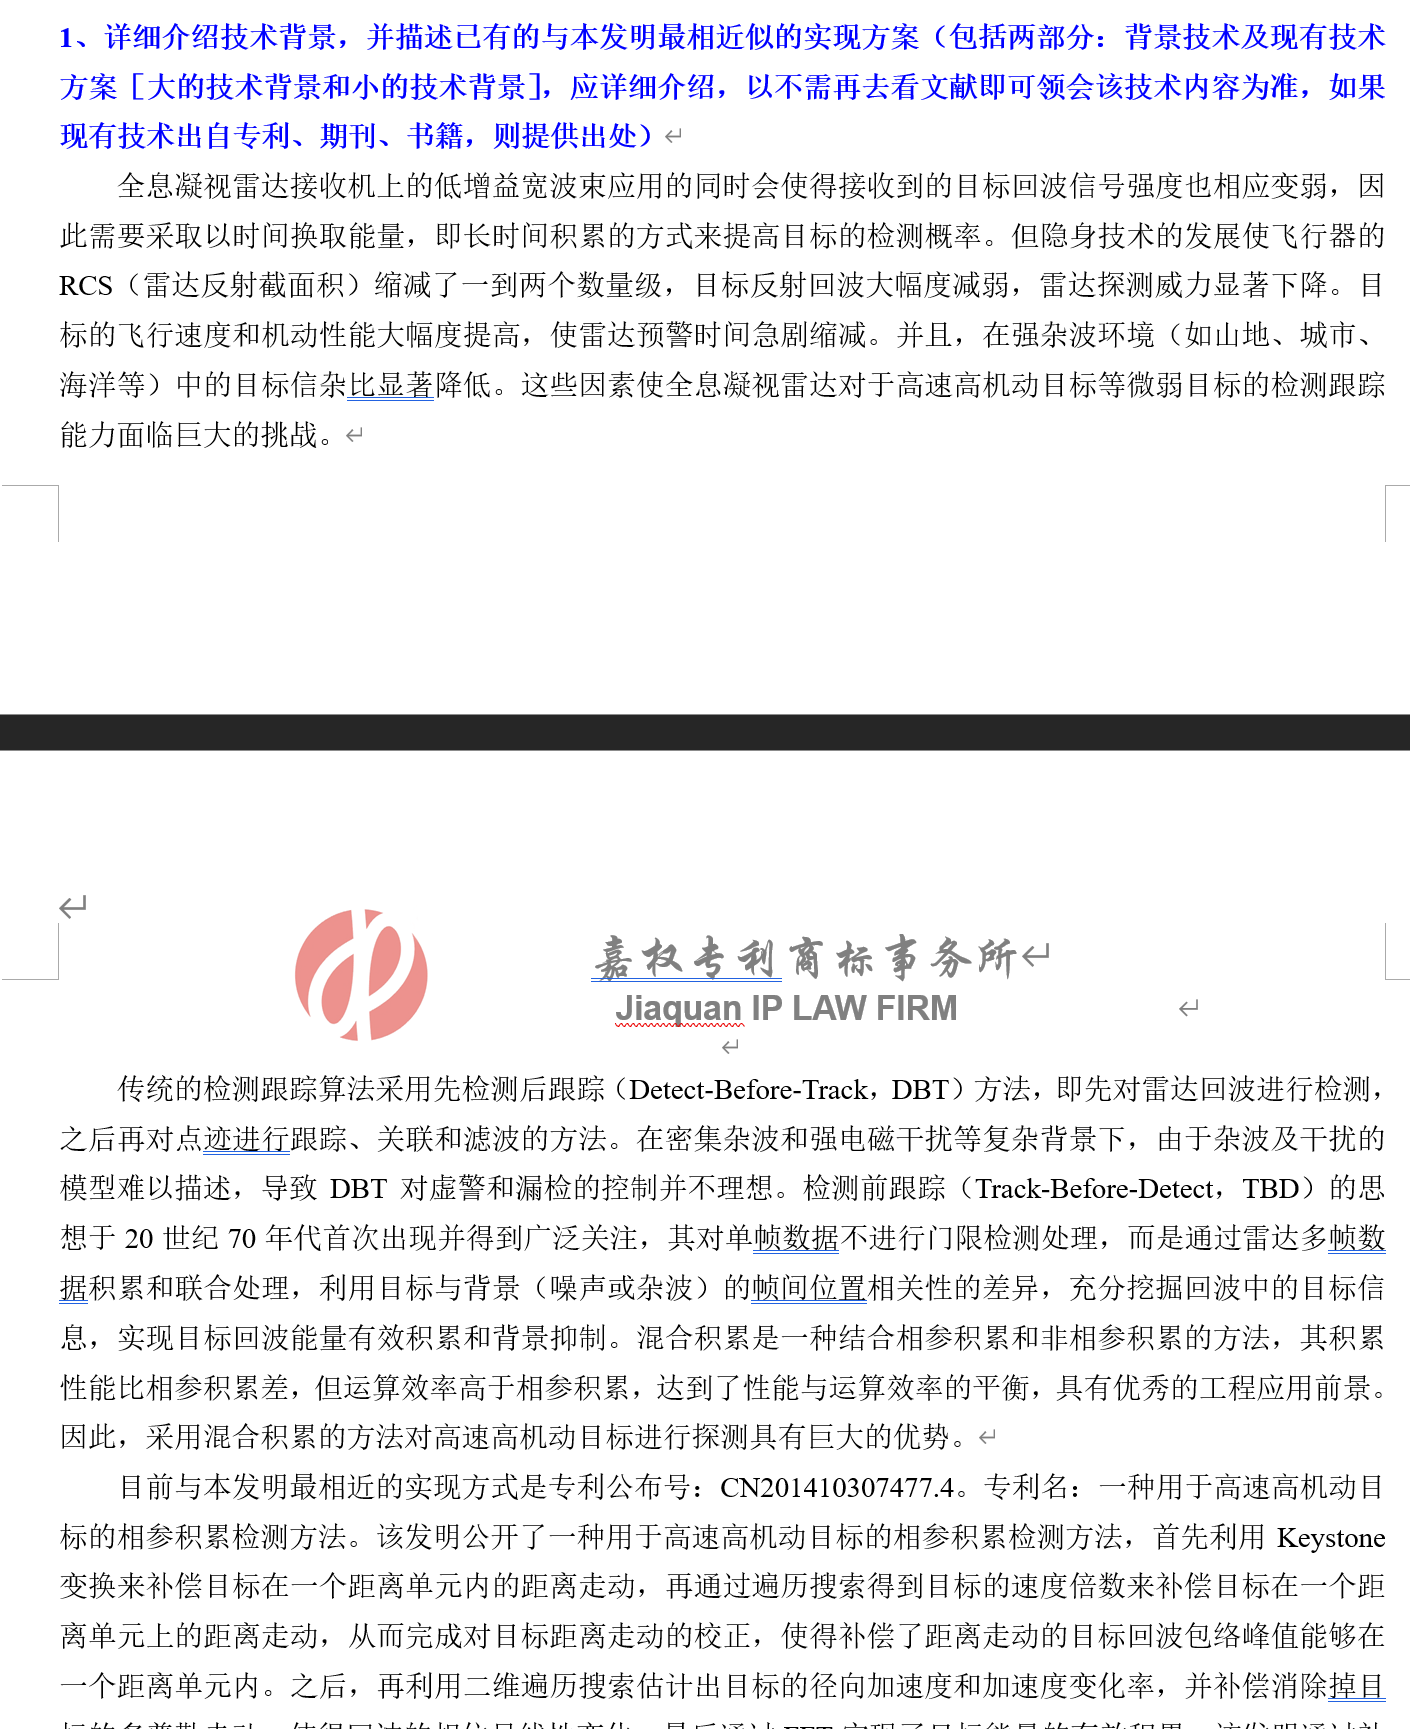 1、详细介绍技术背景，并描述已有的与本发明最相近似的实现方案（包括两部分：背景技术及现有技术
方案［大的技术背景和小的技术背景］，应详细介绍，以不需再去看文献即可领会该技术内容为准，如果
现有技术出自专利、期刊、书籍，则提供出处）
全息凝视雷达接收机上的低增益宽波束应用的同时会使得接收到的目标回波信号强度也相应变弱，因
此需要采取以时间换取能量，即长时间积累的方式来提高目标的检测概率。但隐身技术的发展使飞行器的
RCS（雷达反射截面积）缩减了一到两个数量级，目标反射回波大幅度减弱，雷达探测威力显著下降。目
标的飞行速度和机动性能大幅度提高，使雷达预警时间急剧缩减。并且，在强杂波环境（如山地、城市、
海洋等）中的目标信杂比显著降低。这些因素使全息凝视雷达对于高速高机动目标等微弱目标的检测跟踪
能力面临巨大的挑战。
嘉权专利商标事务所
Jiaquan IP LAW FIRM
传统的检测跟踪算法采用先检测后跟踪（Detect-Before-Track，DBT）方法，即先对雷达回波进行检测，
之后再对点迹进行跟踪、关联和滤波的方法。在密集杂波和强电磁干扰等复杂背景下，由于杂波及干扰的
模型难以描述，导致 DBT 对虚警和漏检的控制并不理想。检测前跟踪（Track-Before-Detect，TBD）的思
想于 20 世纪 70 年代首次出现并得到广泛关注，其对单帧数据不进行门限检测处理，而是通过雷达多帧数
据积累和联合处理，利用目标与背景（噪声或杂波）的帧间位置相关性的差异，充分挖掘回波中的目标信
息，实现目标回波能量有效积累和背景抑制。混合积累是一种结合相参积累和非相参积累的方法，其积累
性能比相参积累差，但运算效率高于相参积累，达到了性能与运算效率的平衡，具有优秀的工程应用前景。
因此，采用混合积累的方法对高速高机动目标进行探测具有巨大的优势。
目前与本发明最相近的实现方式是专利公布号：CN201410307477.4。专利名：一种用于高速高机动目
标的相参积累检测方法。该发明公开了一种用于高速高机动目标的相参积累检测方法，首先利用 Keystone
变换来补偿目标在一个距离单元内的距离走动，再通过遍历搜索得到目标的速度倍数来补偿目标在一个距
离单元上的距离走动，从而完成对目标距离走动的校正，使得补偿了距离走动的目标回波包络峰值能够在
一个距离单元内。之后，再利用二维遍历搜索估计出目标的径向加速度和加速度变化率，并补偿消除掉目